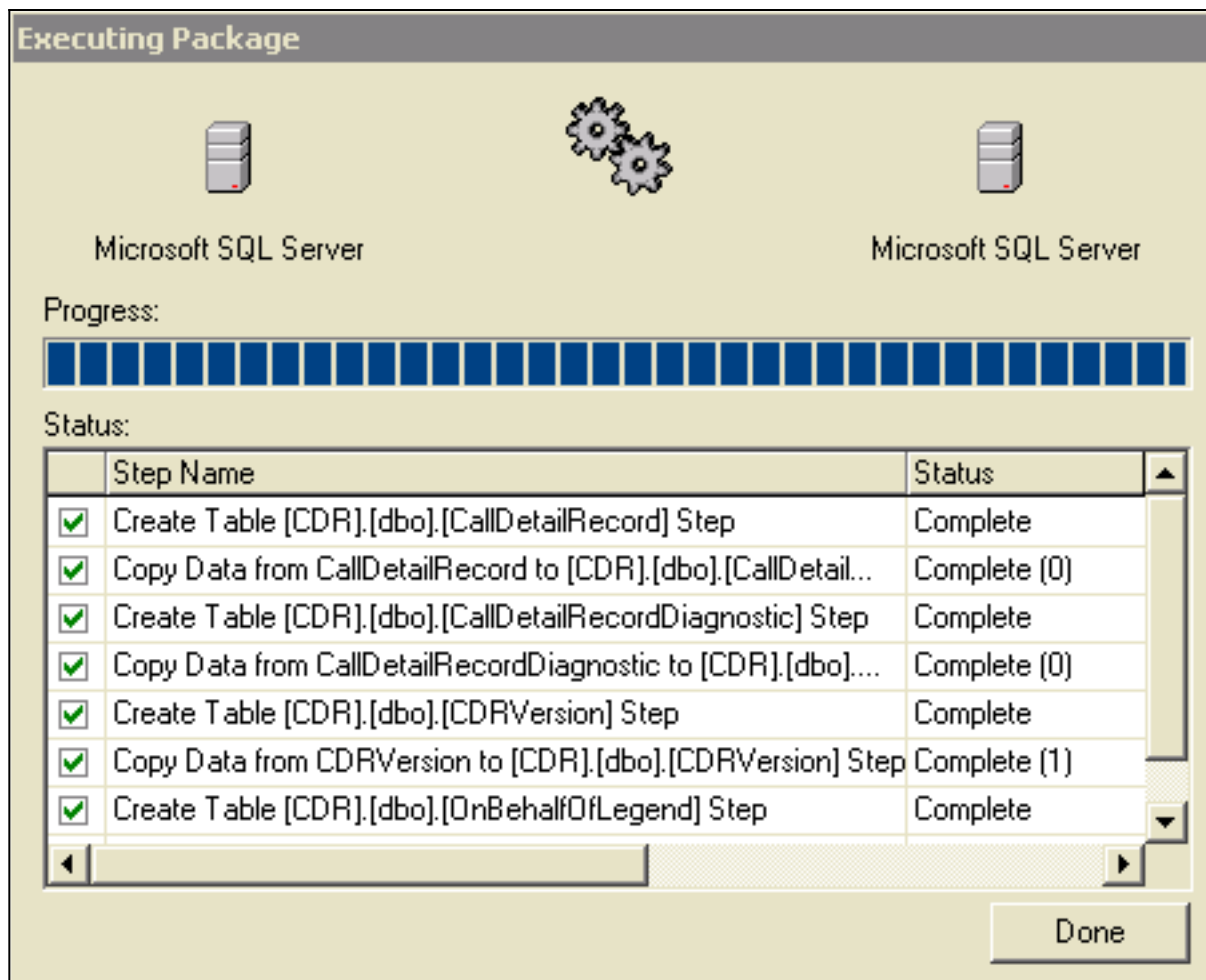 Executing Package
Microsoft SQL Server
Microsoft SQL Server
Progress:
Status:
Step Name Status
Create Table [CDR].[dbo].[CallDetailRecord] Step Complete
Copy Data from CallDetailRecord to [CDR].[dbo].[CallDetail... Complete (0)
Create Table [CDR].[dbo].[CallDetailRecordDiagnostic] Step Complete
Copy Data from CallDetailRecordDiagnostic to [CDR].[dbo].... Complete (0)
Create Table [CDR].[dbo].[CDRVersion] Step Complete
Copy Data from CDRVersion to [CDR].[dbo].[CDRVersion] Step Complete (1)
Create Table [CDR].[dbo].[OnBehalfOfLegend] Step Complete
Done